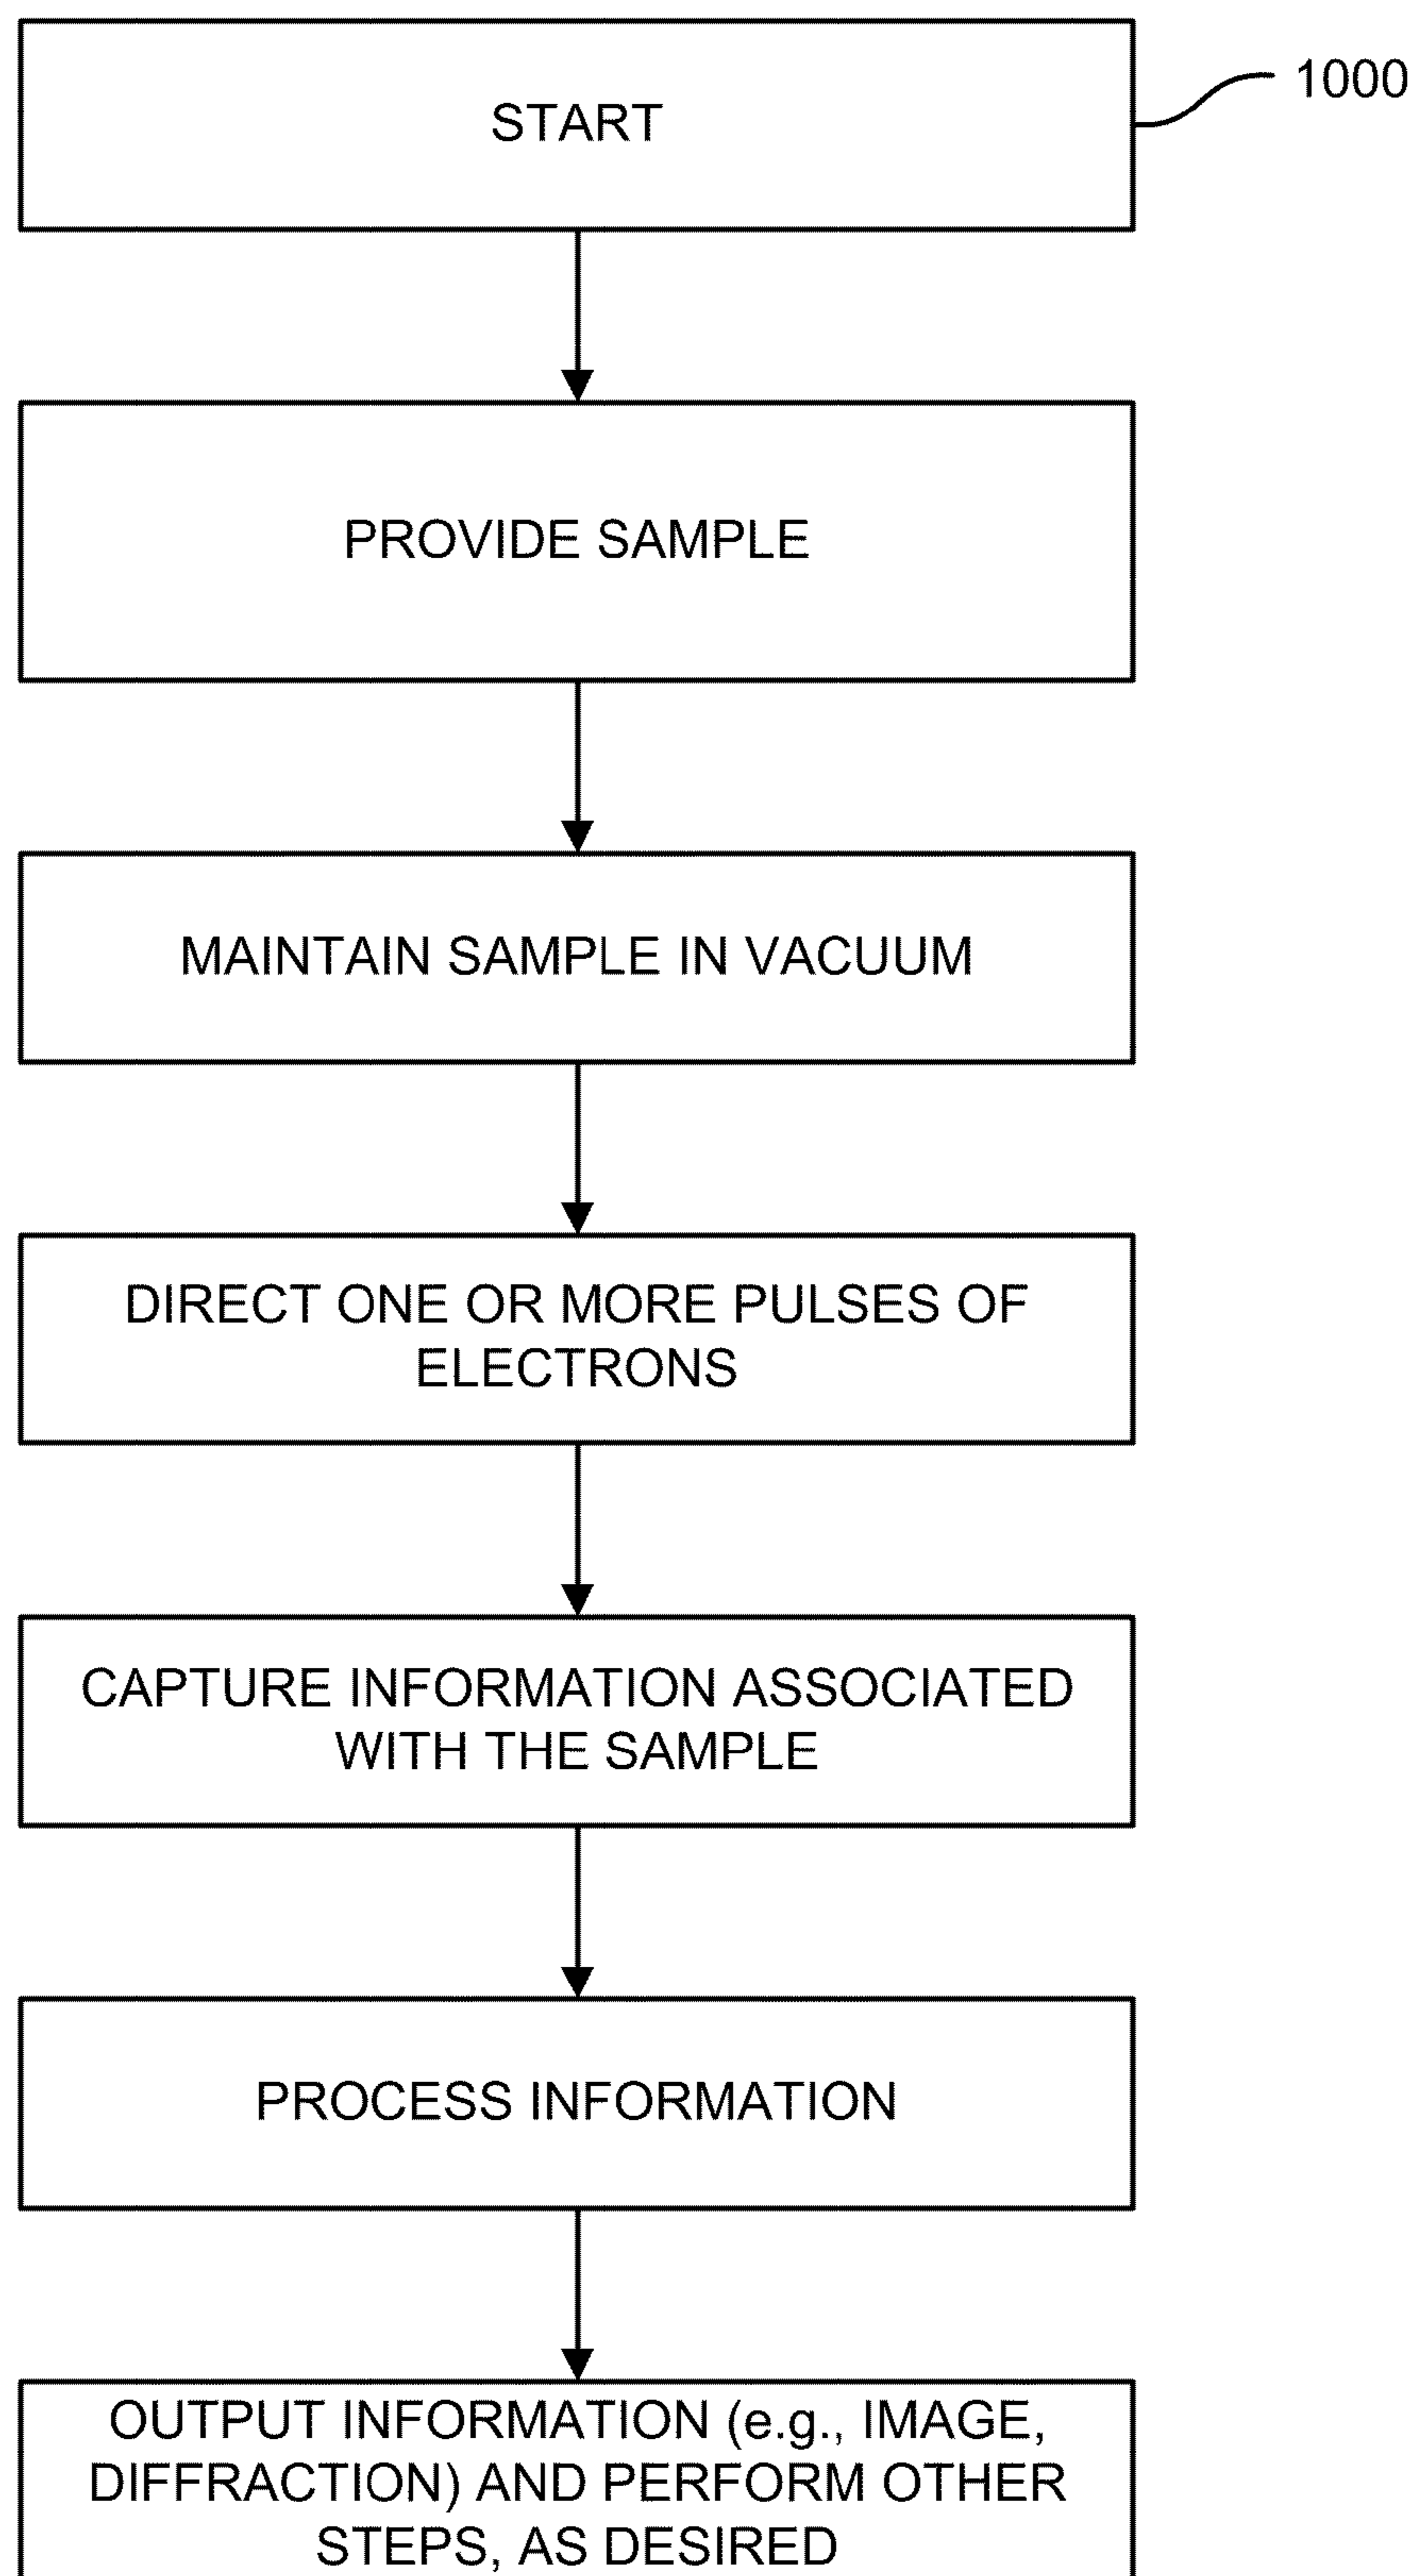 START
1000
PROVIDE SAMPLE
MAINTAIN SAMPLE IN VACUUM
DIRECT ONE OR MORE PULSES OF
ELECTRONS
CAPTURE INFORMATION ASSOCIATED
WITH THE SAMPLE
PROCESS INFORMATION
OUTPUT INFORMATION (e.g., IMAGE,
DIFFRACTION) AND PERFORM OTHER
STEPS, AS DESIRED